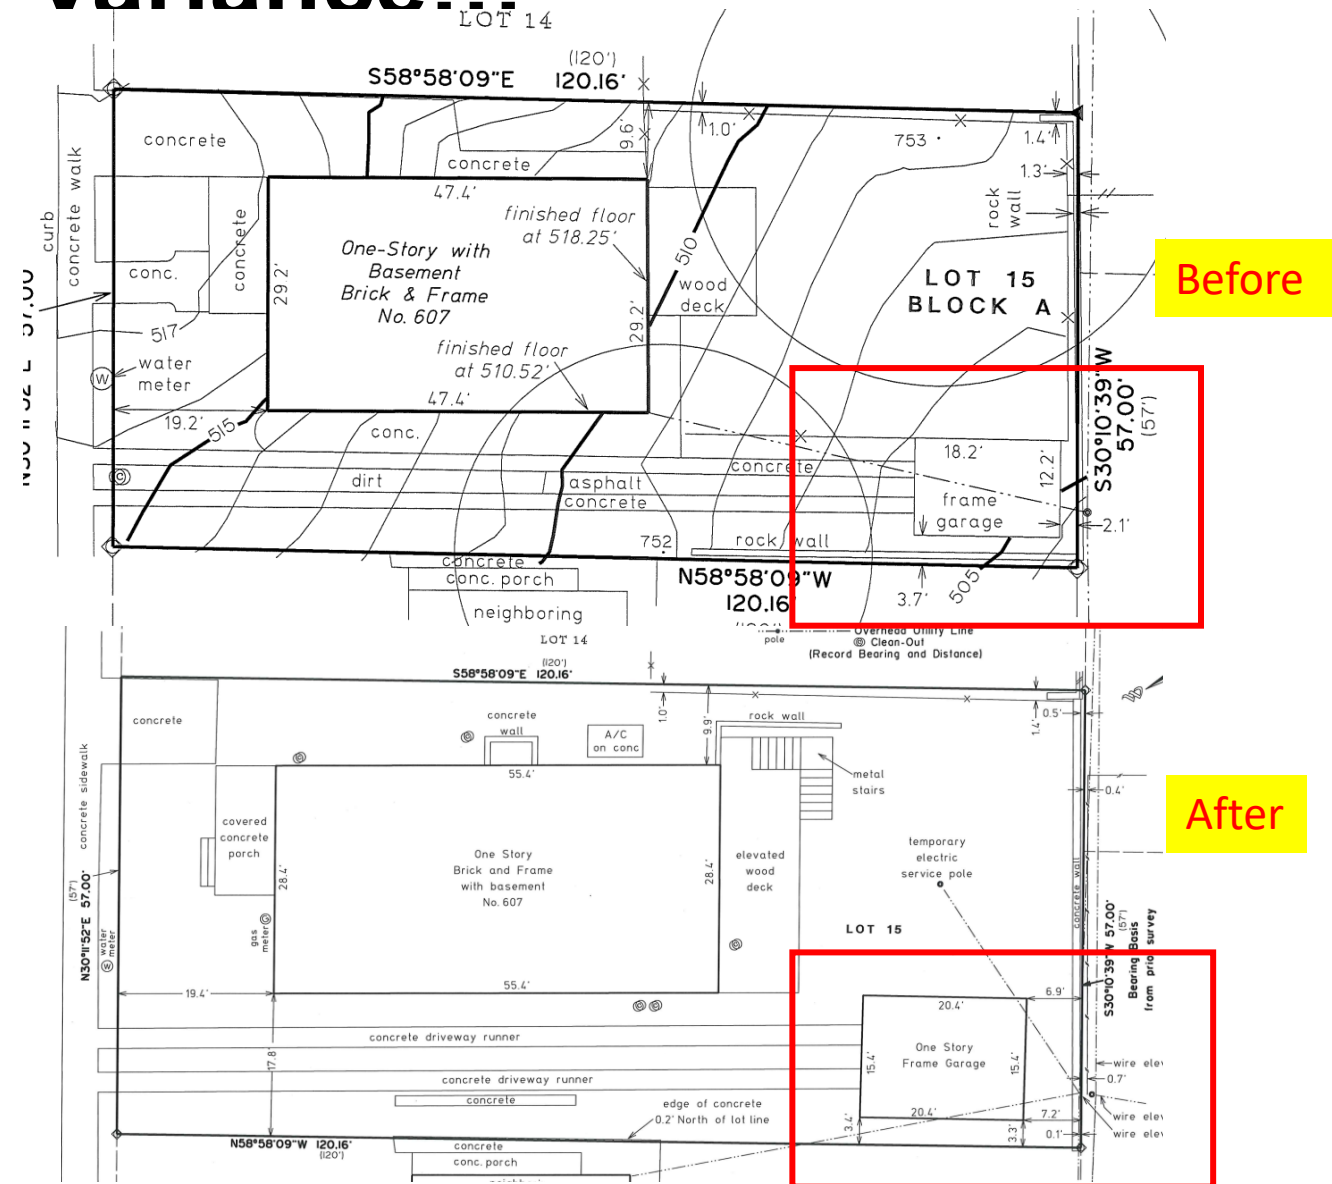 LOT 14
(120')
S58°58'09"E 120.16'
concrete
concrete walk
curb
concrete
conc.
517
W
water
meter
19.2'
515
9.6'
1.0'
753
1.4'
1.3'
rock
wall
concrete
47.4'
finished floor
at 518.25'
One-Story with
Basement
Brick & Frame
No. 607
29.2'
29.2'
finished floor
at 510.52'
47.4'
510
wood
deck
LOT 15
BLOCK A
Before
S30°10'39"W
57.00'
(57')
conc.
dirt
asphalt
concrete
concrete
18.2'
12.2'
frame
garage
2.1'
752
rock wall
3.7'
505
concrete
conc. porch
neighboring
N58°58'09"W
120.16'
pole
Overhead Utility Line
Clean-Out
(Record Bearing and Distance)
LOT 14
(120')
S58°58'09"E 120.16'
concrete
concrete sidewalk
(57')
N30°11'52"E 57.00'
water
meter
W
concrete
wall
A/C
on conc
1.0'
9.9'
rock wall
1.4'
0.5'
metal
stairs
0.4'
After
55.4'
covered
concrete
porch
28.4'
One Story
Brick and Frame
with basement
No. 607
28.4'
elevated
wood
deck
temporary
electric
service pole
gas
meter
G
LOT 15
concrete wall
S30°10'39"W 57.00'
(57')
Bearing Basis
from prior survey
19.4'
55.4'
6.9'
20.4'
One Story
Frame Garage
15.4'
15.4'
concrete driveway runner
17.8'
concrete driveway runner
concrete
edge of concrete
0.2' North of lot line
20.4'
7.2'
3.4'
3.3'
0.1'
0.7'
wire
wire
wire
N58°58'09"W 120.16'
(120')
concrete
conc. porch